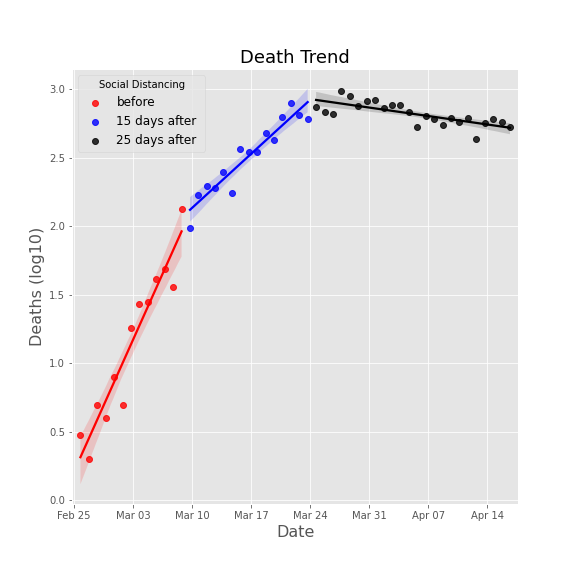 Death Trend
Social Distancing
before
15 days after
25 days after
3.0
2.5
2.0
1.5
1.0
0.5
0.0
Deaths (log10)
Feb 25 Mar 03 Mar 10 Mar 17 Mar 24 Mar 31 Apr 07 Apr 14
Date